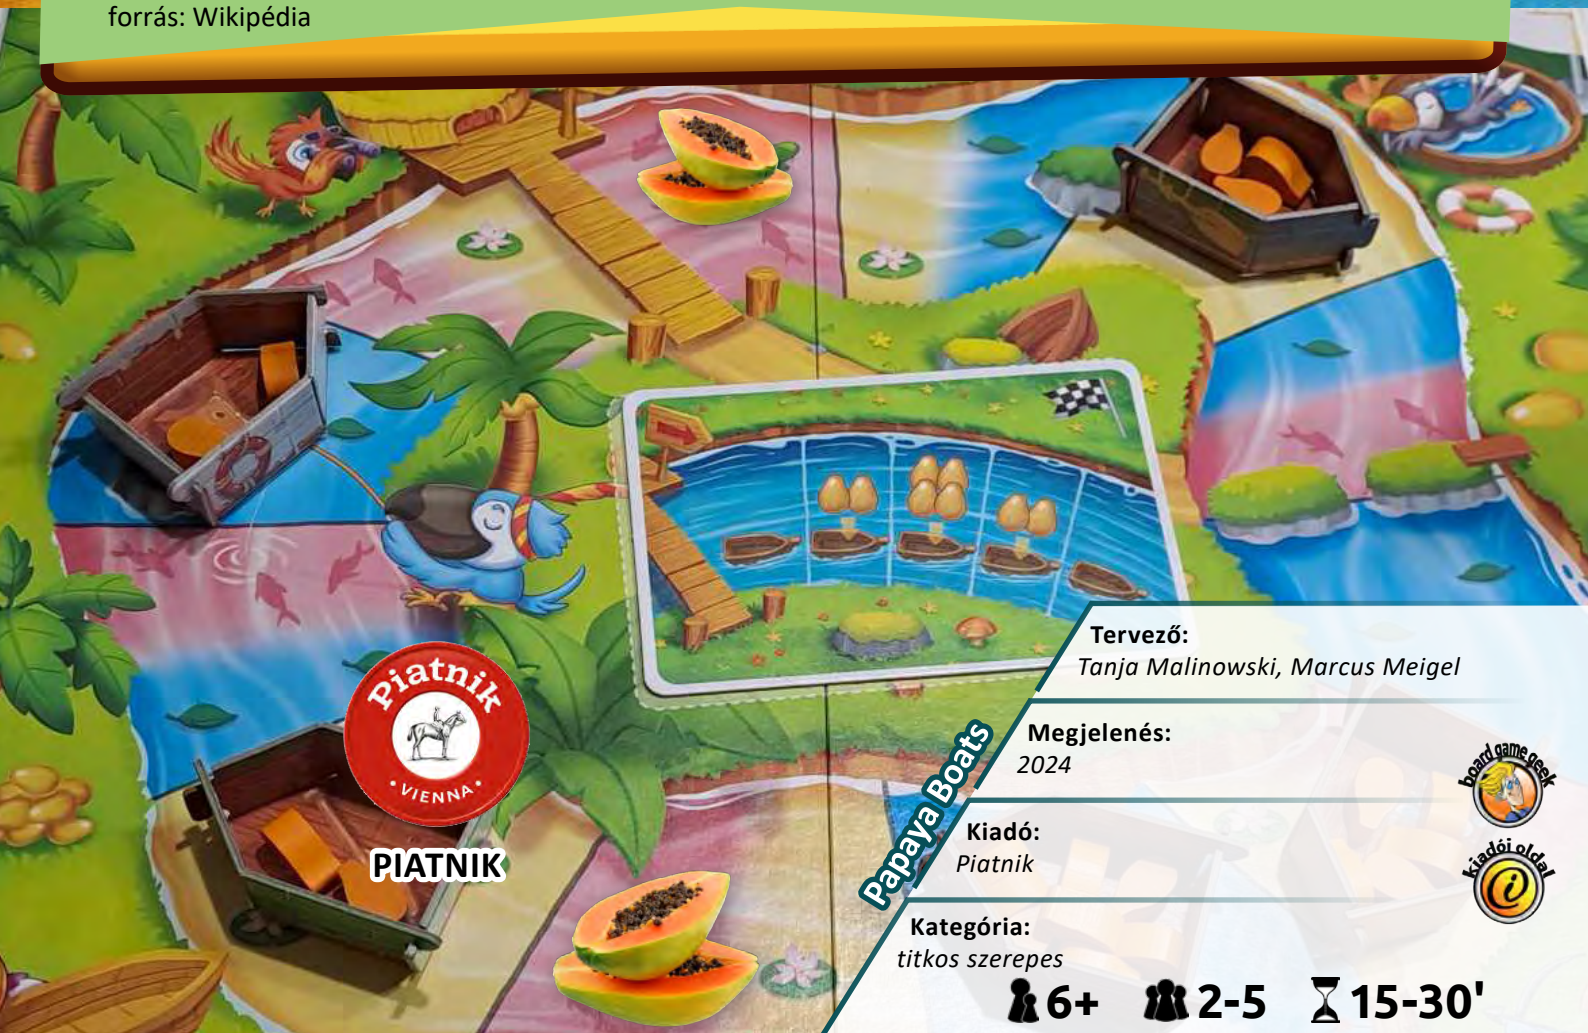 forrás: Wikipédia
Piatnik
• VIENNA •
PIATNIK
Papaya Boats
Tervező:
Tanja Malinowski, Marcus Meigel
Megjelenés:
2024
board game geek
Kiadó:
Piatnik
kiadói oldal
Kategória:
titkos szerepes
6+ 2-5 15-30'